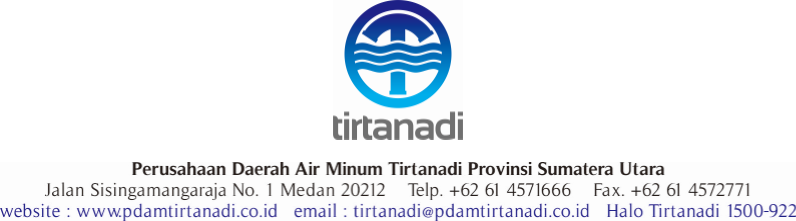 tirtanadi
Perusahaan Daerah Air Minum Tirtanadi Provinsi Sumatera Utara
Jalan Sisingamangaraja No. 1 Medan 20212 Telp. +62 61 4571666 Fax. +62 61 4572771
website : www.pdamtirtanadi.co.id email : tirtanadi@pdamtirtanadi.co.id Halo Tirtanadi 1500-922